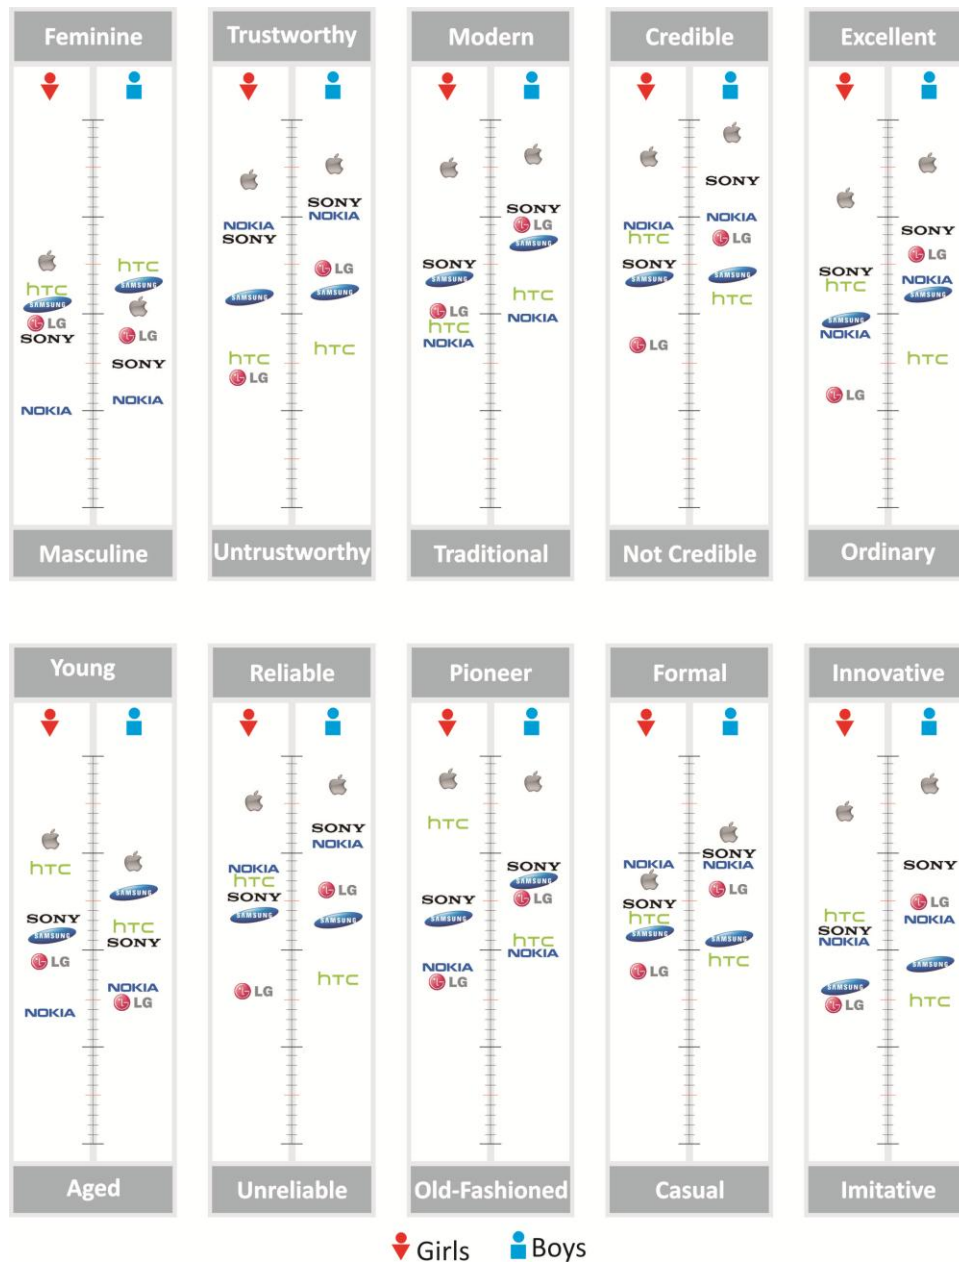 Feminine
hTC
SAMSUNG
LG
SONY
NOKIA
hTC
SAMSUNG
LG
SONY
NOKIA
Masculine
Trustworthy
NOKIA
SONY
SAMSUNG
hTC
LG
SONY
NOKIA
LG
SAMSUNG
hTC
Untrustworthy
Modern
SONY
SAMSUNG
LG
hTC
NOKIA
SONY
LG
SAMSUNG
hTC
NOKIA
Traditional
Credible
NOKIA
hTC
SONY
SAMSUNG
LG
SONY
NOKIA
LG
SAMSUNG
hTC
Not Credible
Excellent
SONY
hTC
SAMSUNG
NOKIA
LG
SONY
LG
NOKIA
SAMSUNG
hTC
Ordinary
Young
hTC
SONY
SAMSUNG
LG
NOKIA
SAMSUNG
hTC
SONY
NOKIA
LG
Aged
Reliable
NOKIA
hTC
SONY
SAMSUNG
LG
SONY
NOKIA
LG
SAMSUNG
hTC
Unreliable
Pioneer
hTC
SONY
SAMSUNG
NOKIA
LG
SONY
SAMSUNG
LG
hTC
NOKIA
Old-Fashioned
Formal
NOKIA
SONY
hTC
SAMSUNG
LG
SONY
NOKIA
LG
SAMSUNG
hTC
Casual
Innovative
hTC
SONY
NOKIA
SAMSUNG
LG
SONY
LG
NOKIA
SAMSUNG
hTC
Imitative
Girls
Boys